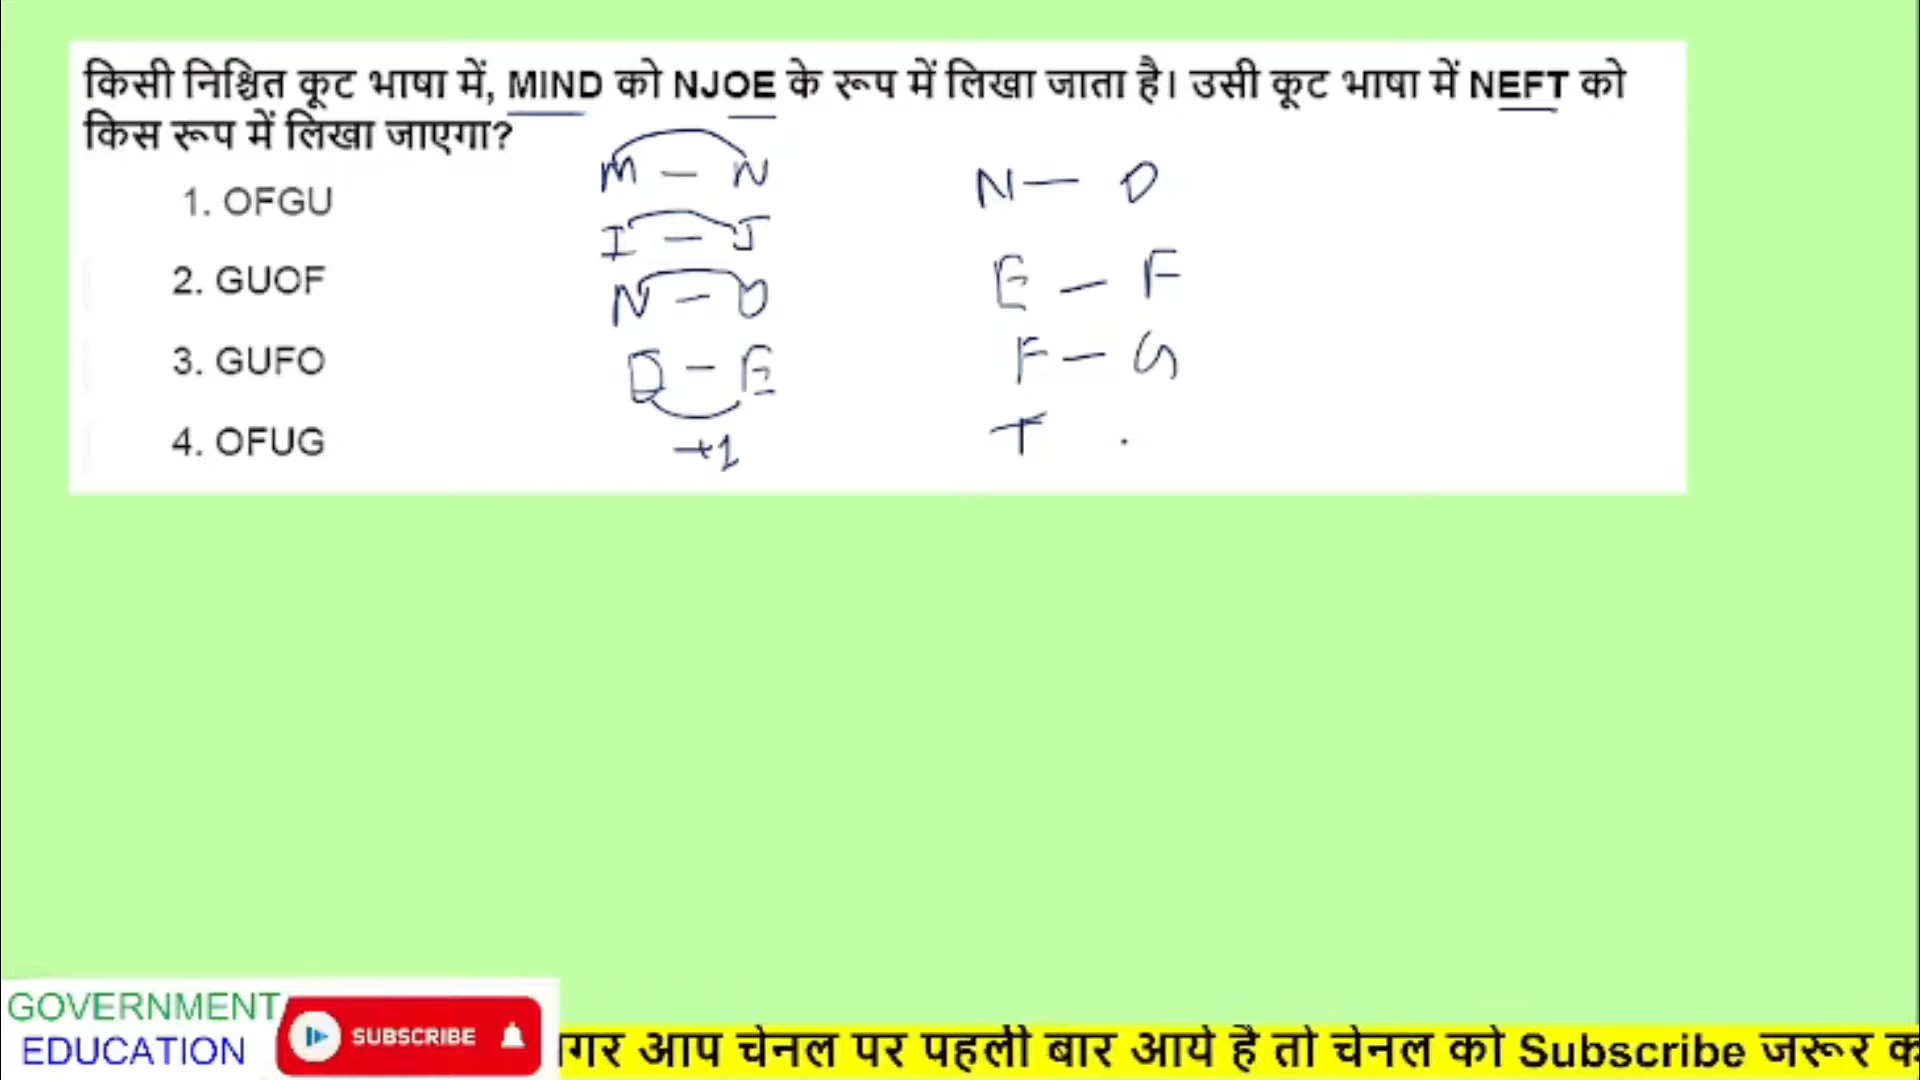 किसी निश्चित कूट भाषा में, MIND को NJOE के रूप में लिखा जाता है। उसी कूट भाषा में NEFT को
किस रूप में लिखा जाएगा?
1. OFGU
2. GUOF
3. GUFO
4. OFUG
M – N
I – J
N – O
D – E
+1
N – O
E – F
F – G
T
GOVERNMENT
EDUCATION
SUBSCRIBE
गर आप चेनल पर पहली बार आये है तो चेनल को Subscribe जरूर क